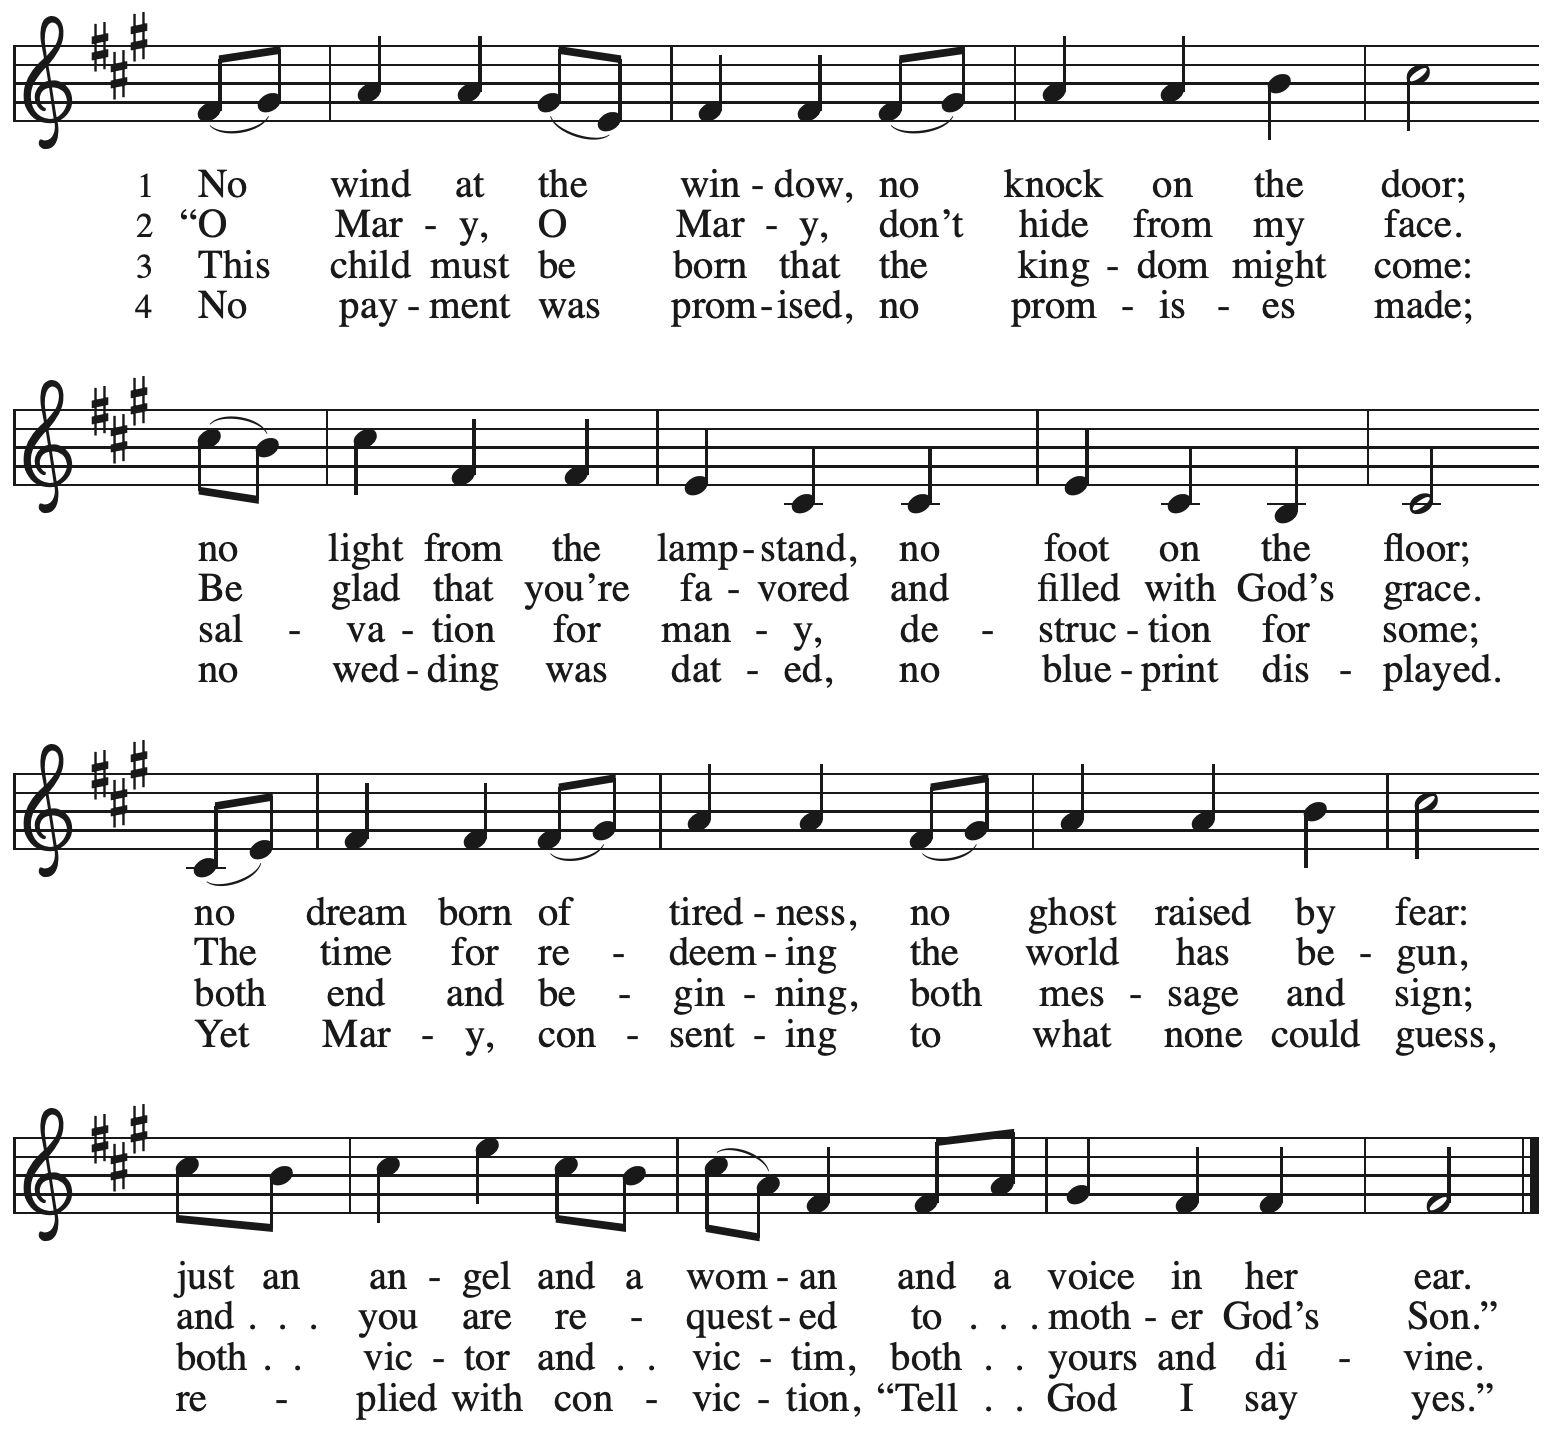 1 No wind at the win - dow, no knock on the door;
2 “O Mar - y, O Mar - y, don’t hide from my face.
3 This child must be born that the king - dom might come:
4 No pay - ment was prom - ised, no prom - is - es made;
no light from the lamp - stand, no foot on the floor;
Be glad that you’re fa - vored and filled with God’s grace.
sal - va - tion for man - y, de - struc - tion for some;
no wed - ding was dat - ed, no blue - print dis - played.
no dream born of tired - ness, no ghost raised by fear:
The time for re - deem - ing the world has be - gun,
both end and be - gin - ning, both mes - sage and sign;
Yet Mar - y, con - sent - ing to what none could guess,
just an an - gel and a wom - an and a voice in her ear.
and . . . you are re - quest - ed to . . . moth - er God’s Son.”
both . . vic - tor and . . vic - tim, both . . yours and di - vine.
re - plied with con - vic - tion, “Tell . . God I say yes.”